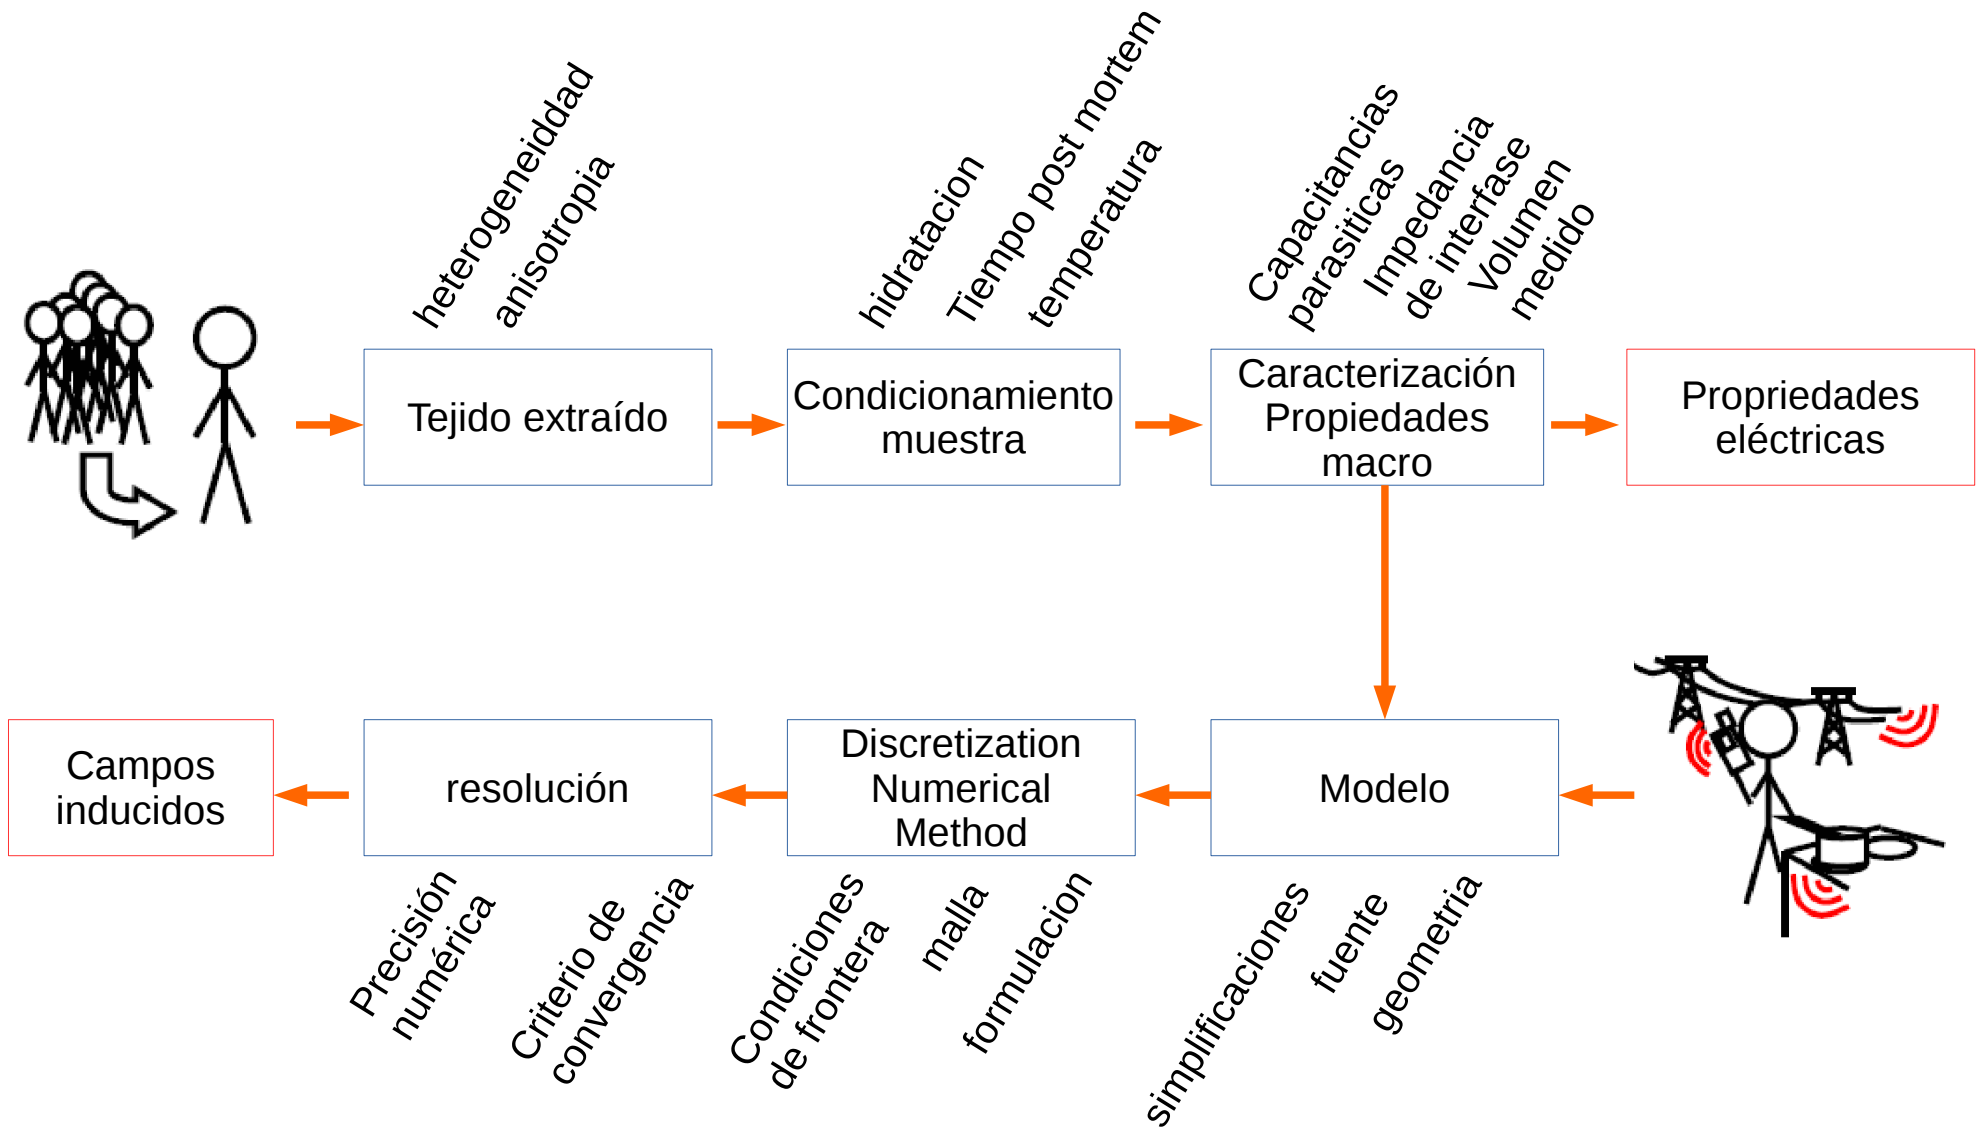 heterogeneiddad
anisotropia
hidratacion
Tiempo post mortem
temperatura
Capacitancias
parasiticas
Impedancia
de interfase
Volumen
medido
Tejido extraído
Condicionamiento
muestra
Caracterización
Propiedades
macro
Propriedades
eléctricas
Campos
inducidos
resolución
Discretization
Numerical
Method
Modelo
Precisión
numérica
Criterio de
convergencia
Condiciones
de frontera
malla
formulacion
simplificaciones
fuente
geometria